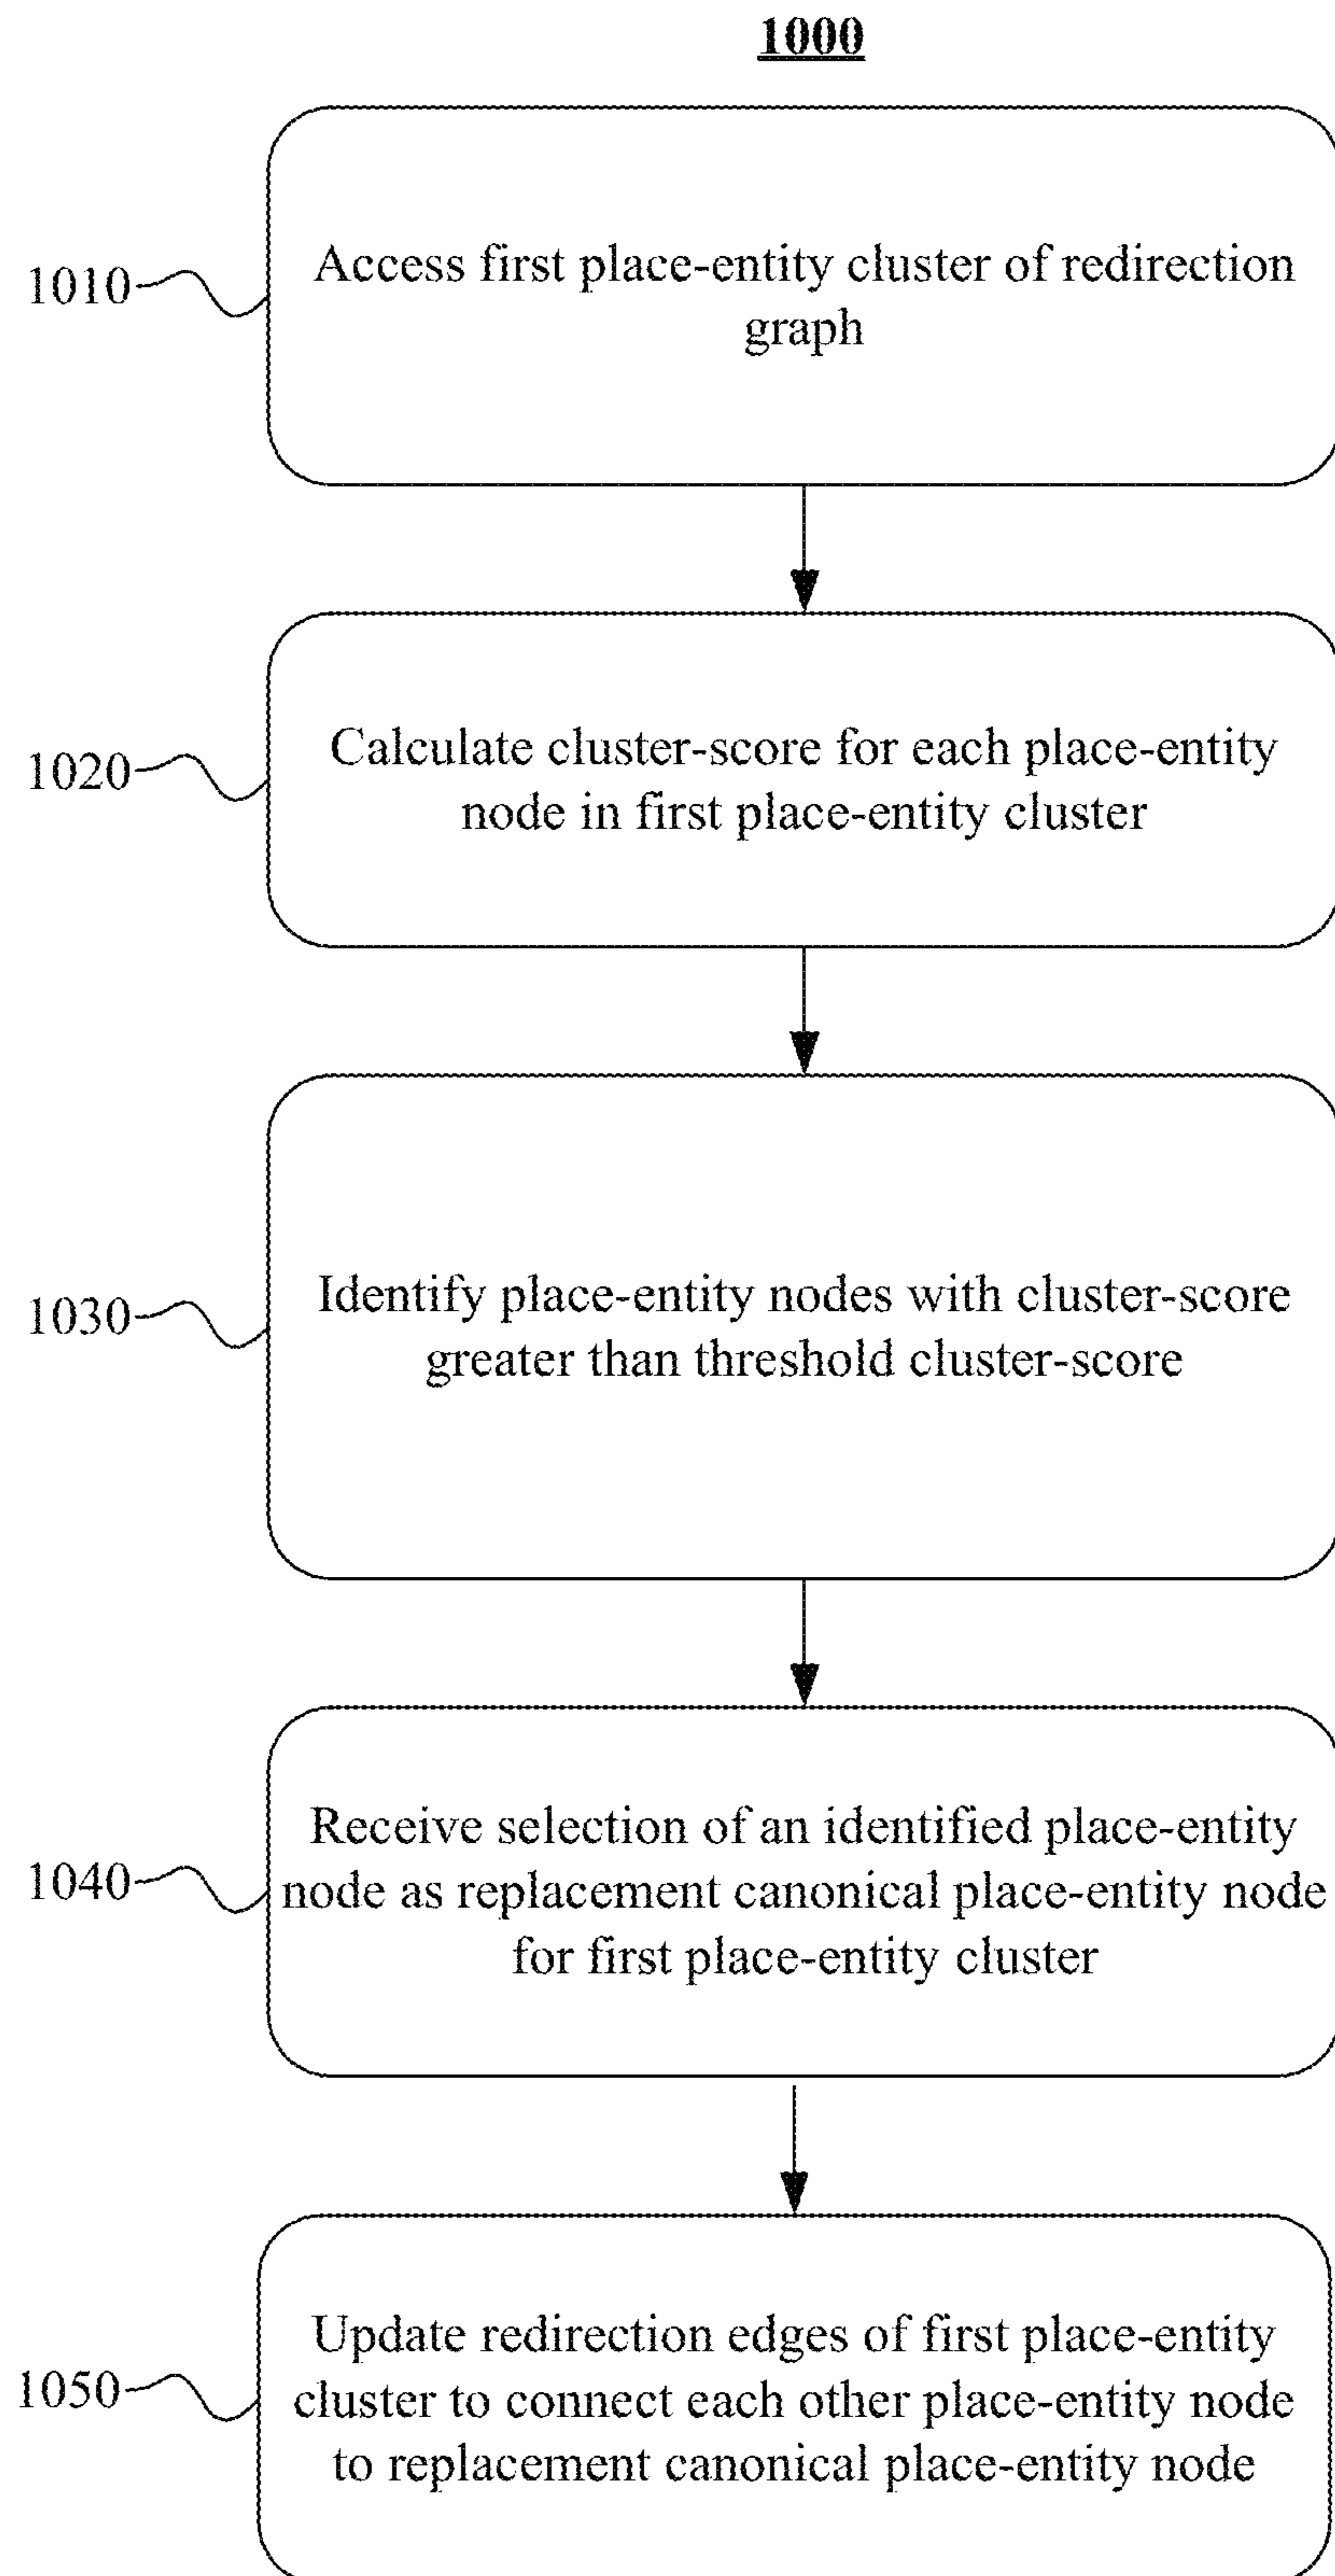 1000
1010
Access first place-entity cluster of redirection
graph
1020
Calculate cluster-score for each place-entity
node in first place-entity cluster
1030
Identify place-entity nodes with cluster-score
greater than threshold cluster-score
1040
Receive selection of an identified place-entity
node as replacement canonical place-entity node
for first place-entity cluster
1050
Update redirection edges of first place-entity
cluster to connect each other place-entity node
to replacement canonical place-entity node